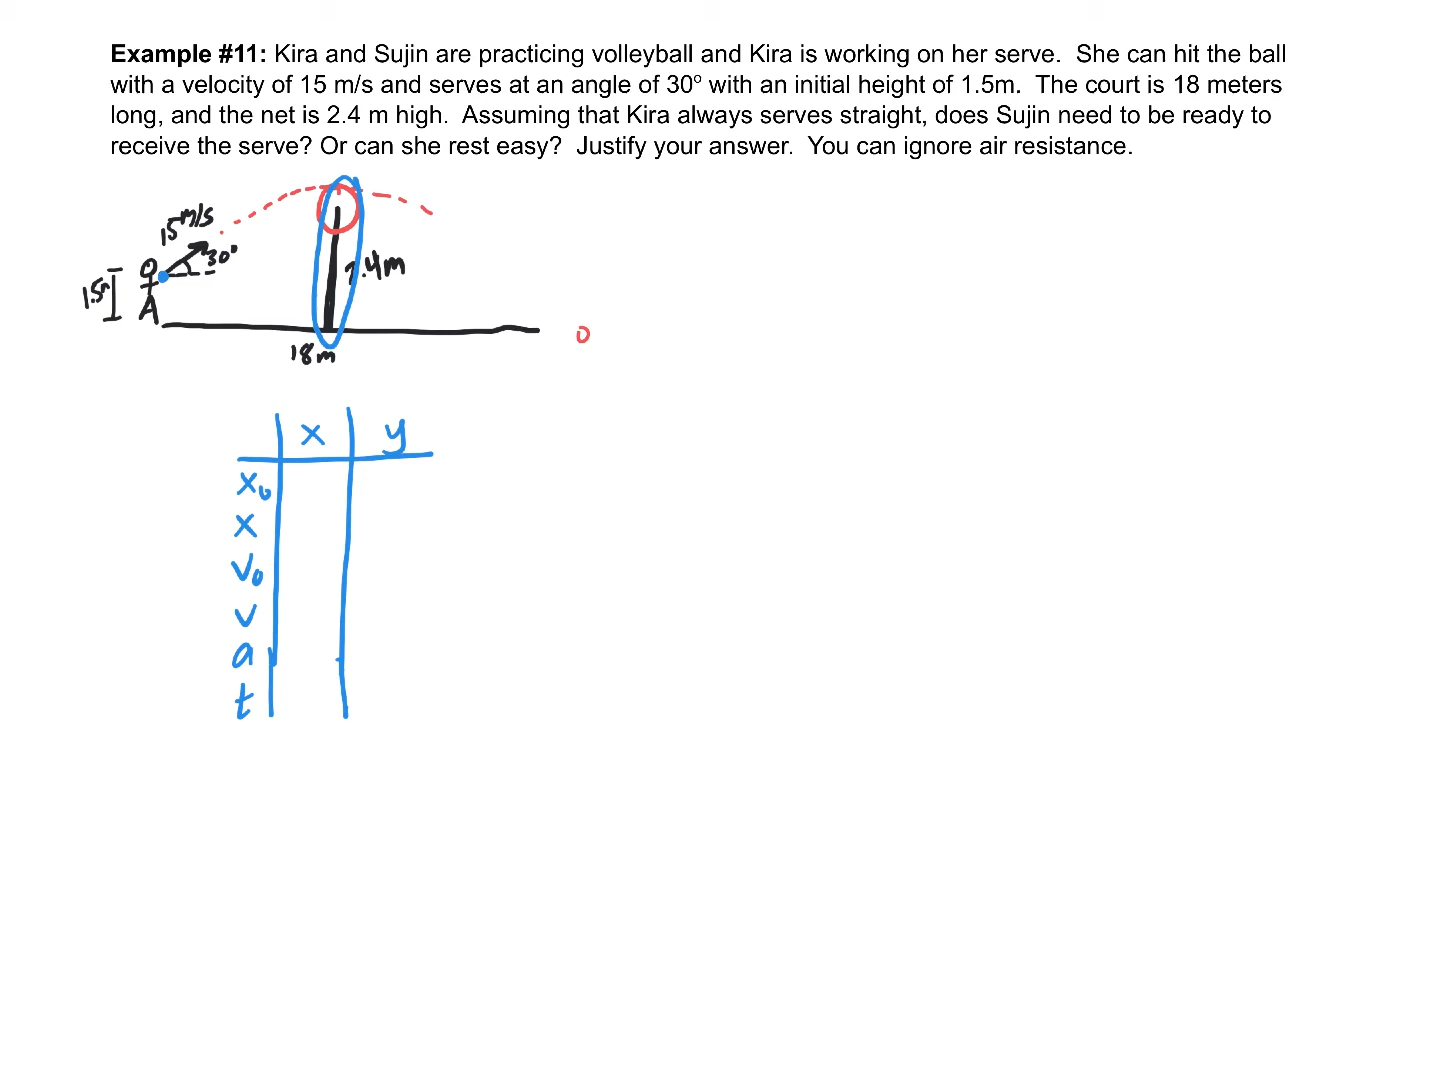 Example #11: Kira and Sujin are practicing volleyball and Kira is working on her serve. She can hit the ball
with a velocity of 15 m/s and serves at an angle of 30° with an initial height of 1.5m. The court is 18 meters
long, and the net is 2.4 m high. Assuming that Kira always serves straight, does Sujin need to be ready to
receive the serve? Or can she rest easy? Justify your answer. You can ignore air resistance.
15m/s
30°
1.5m
2.4m
18m
0
x y
x₀
x
v₀
v
a
t